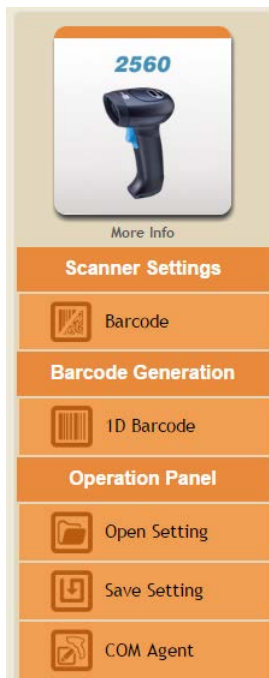 2560
More Info
Scanner Settings
Barcode
Barcode Generation
1D Barcode
Operation Panel
Open Setting
Save Setting
COM Agent